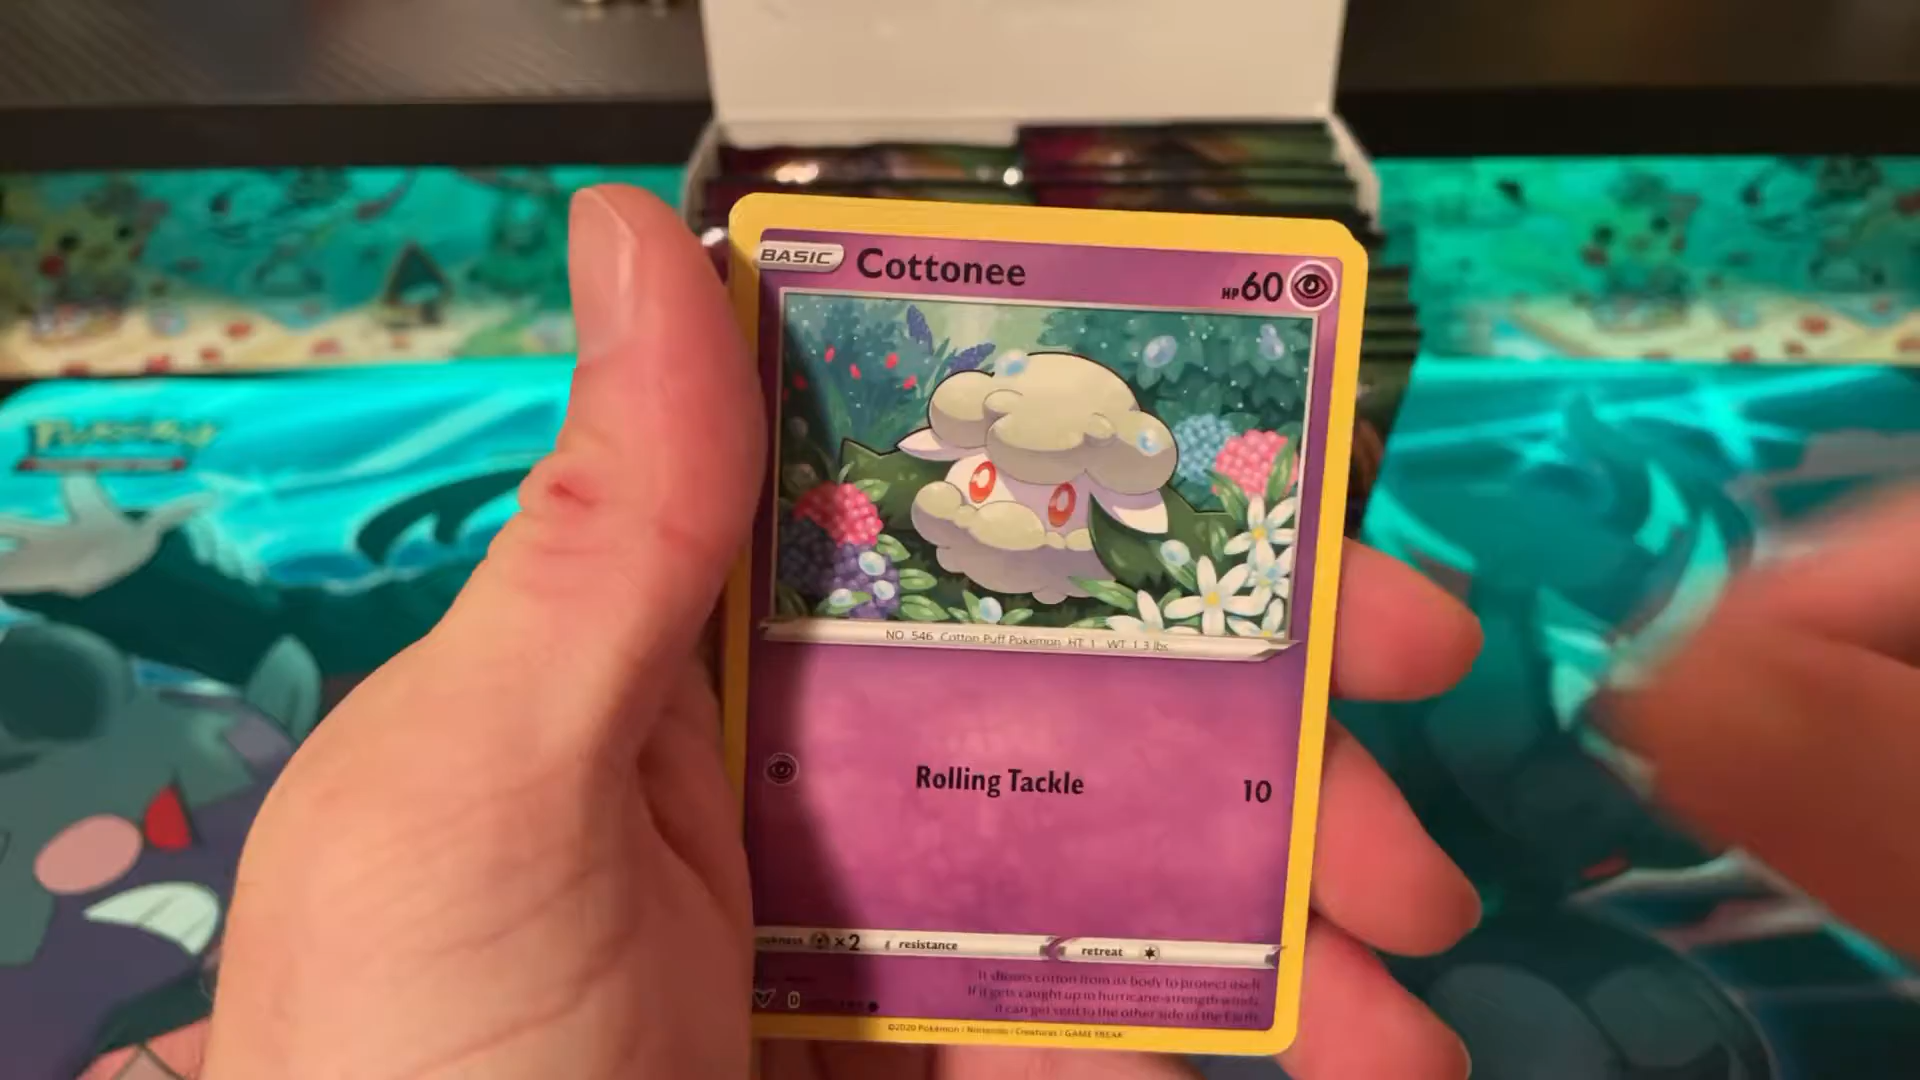 BASIC Cottonee HP60
NO. 546 Cotton Puff Pokémon HT 1 WT 1.3 lbs
Rolling Tackle 10
×2 resistance retreat
It shoots cotton from its body to protect itself.
If it gets caught up in hurricane-strength winds,
it can get sent to the other side of the Earth.
D
©2020 Pokémon / Nintendo / Creatures / GAME FREAK